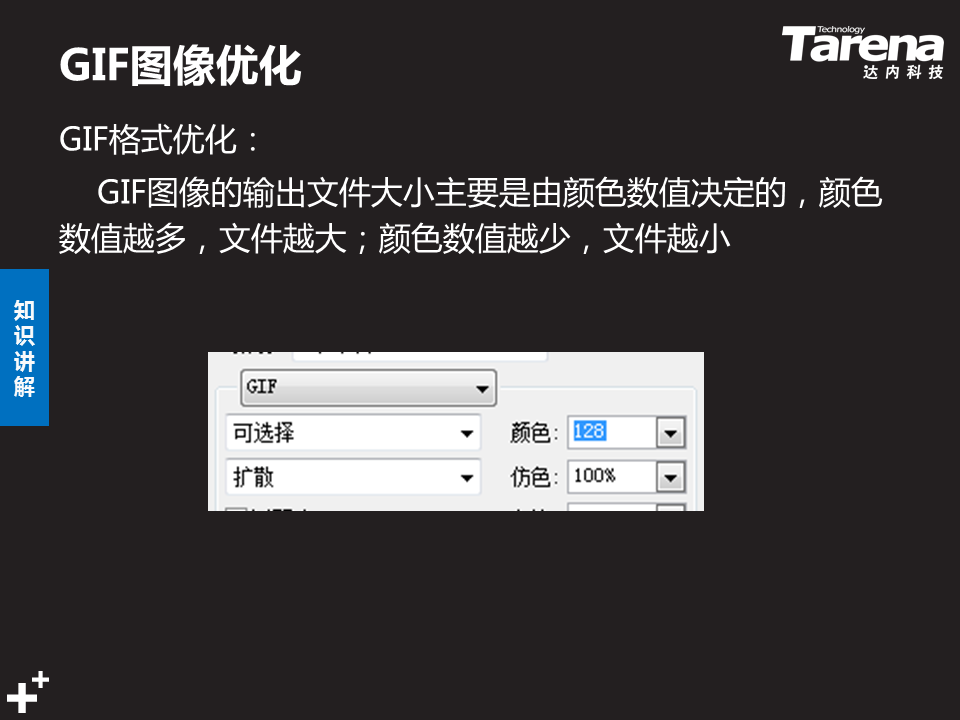 GIF图像优化
Technology
Tarena
达内科技
GIF格式优化：
GIF图像的输出文件大小主要是由颜色数值决定的，颜色
数值越多，文件越大；颜色数值越少，文件越小
知识讲解
GIF
可选择 颜色: 128
扩散 仿色: 100%